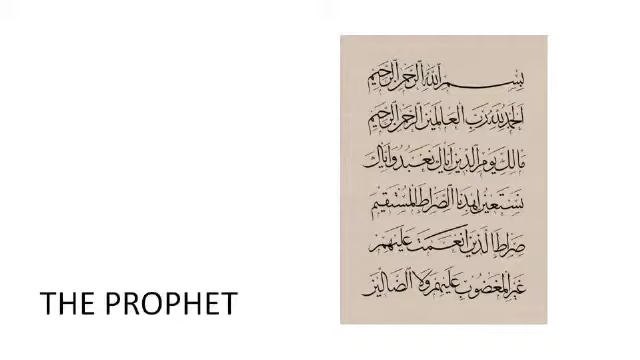 بسم الله الرحمن الرحيم
الحمد لله رب العالمين الرحمن الرحيم
مالك يوم الدين إياك نعبد وإياك
نستعين اهدنا الصراط المستقيم
صراط الذين أنعمت عليهم
غير المغضوب عليهم ولا الضالين
THE PROPHET